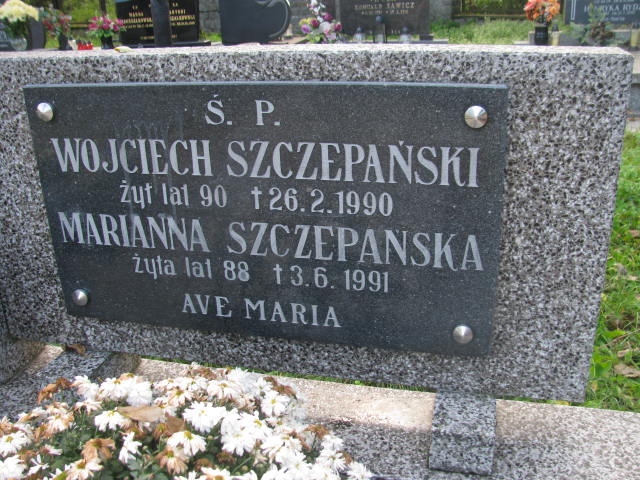 Ś. P.
WOJCIECH SZCZEPAŃSKI
żył lat 90 † 26.2.1990
MARIANNA SZCZEPAŃSKA
żyła lat 88 † 3.6.1991
AVE MARIA